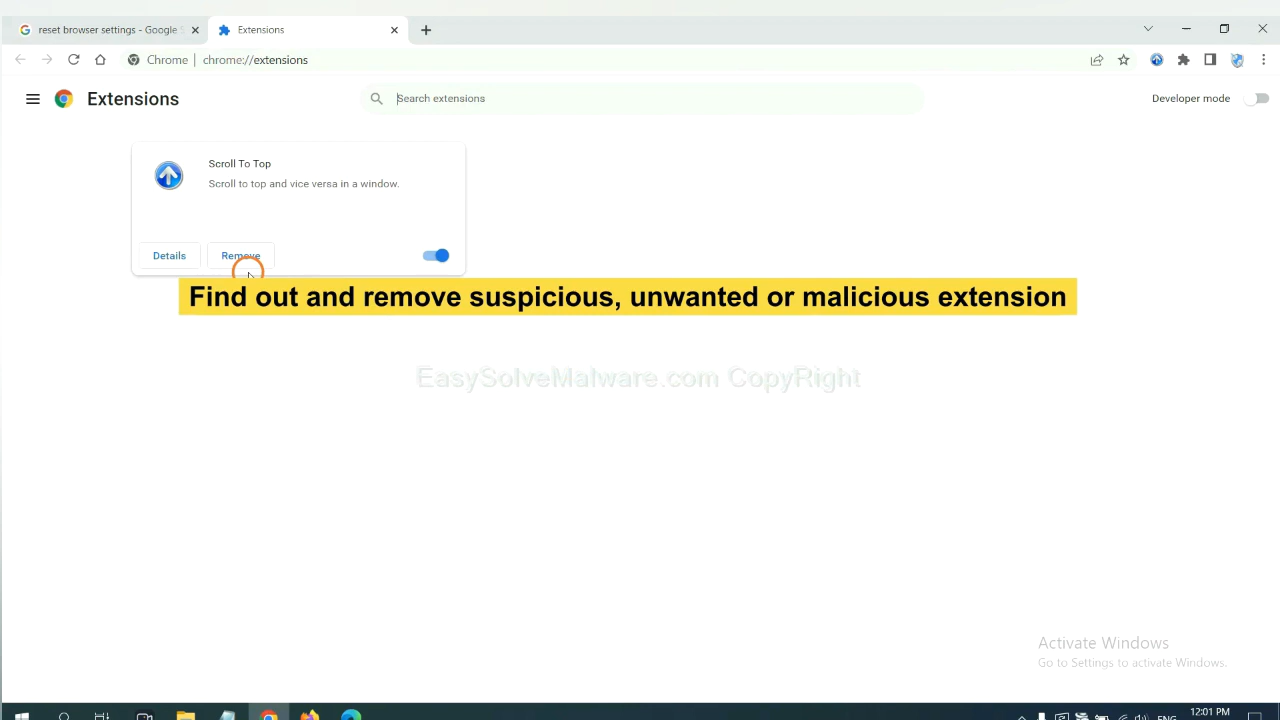 reset browser settings - Google
Extensions
Chrome
chrome://extensions
Extensions
Search extensions
Developer mode
Scroll To Top
Scroll to top and vice versa in a window.
Details
Remove
Find out and remove suspicious, unwanted or malicious extension
EasySolveMalware.com CopyRight
Activate Windows
Go to Settings to activate Windows.
12:01 PM
ENG